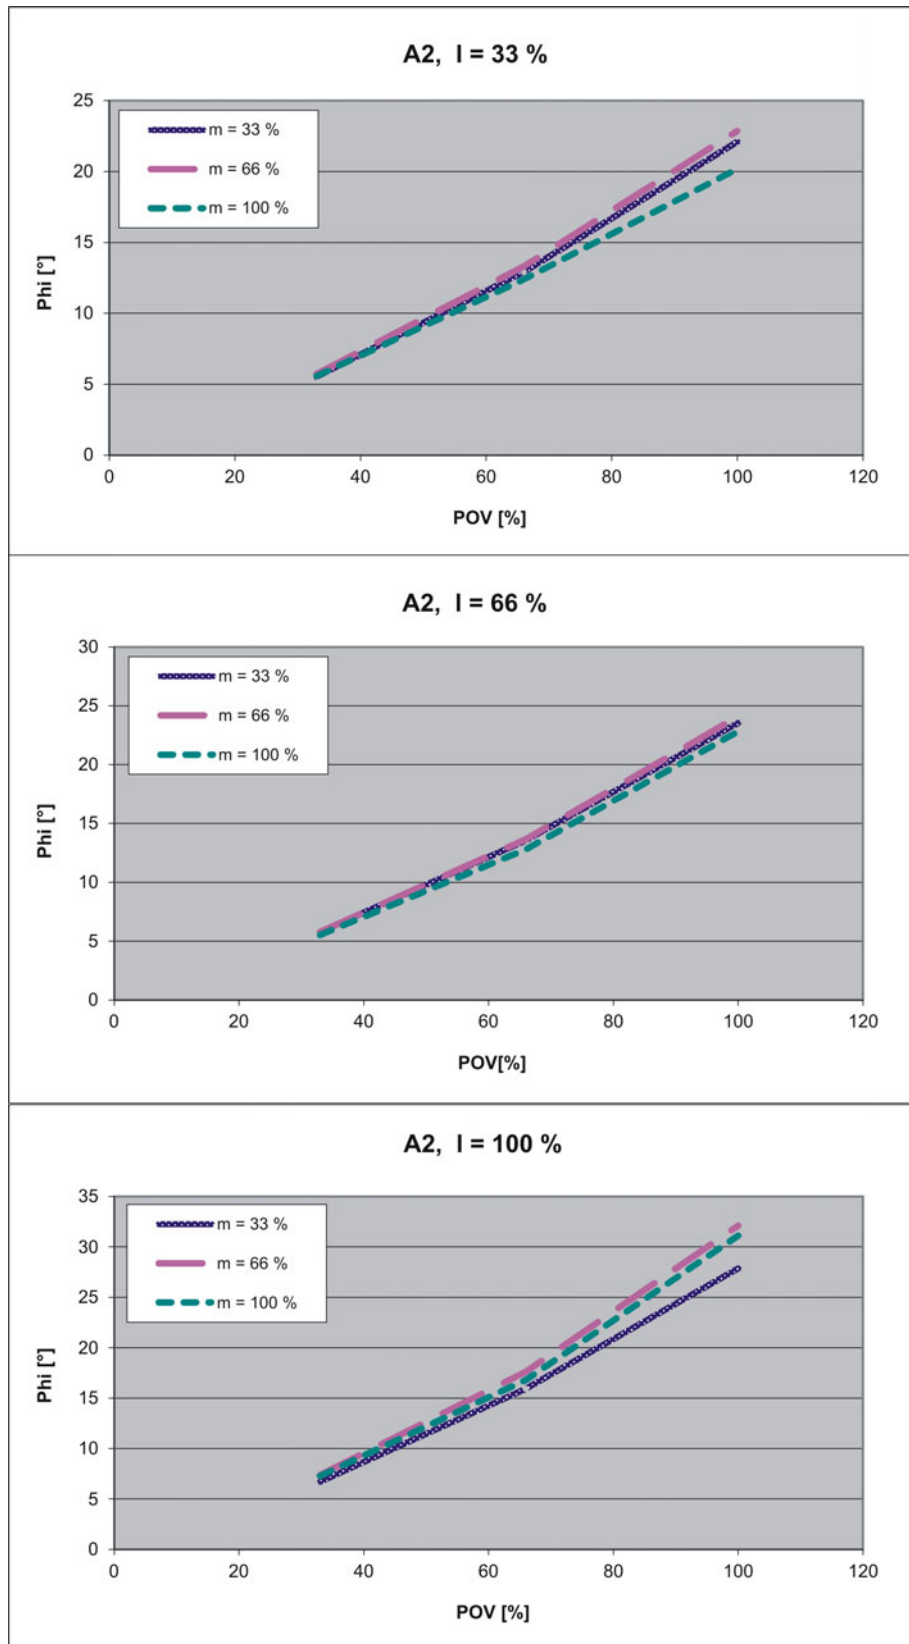 A2, l = 33 %
25
20
15
10
5
0
m = 33 %
m = 66 %
m = 100 %
Phi [°]
0 20 40 60 80 100 120
POV [%]
A2, l = 66 %
30
25
20
15
10
5
0
m = 33 %
m = 66 %
m = 100 %
Phi [°]
0 20 40 60 80 100 120
POV[%]
A2, l = 100 %
35
30
25
20
15
10
5
0
m = 33 %
m = 66 %
m = 100 %
Phi [°]
0 20 40 60 80 100 120
POV [%]